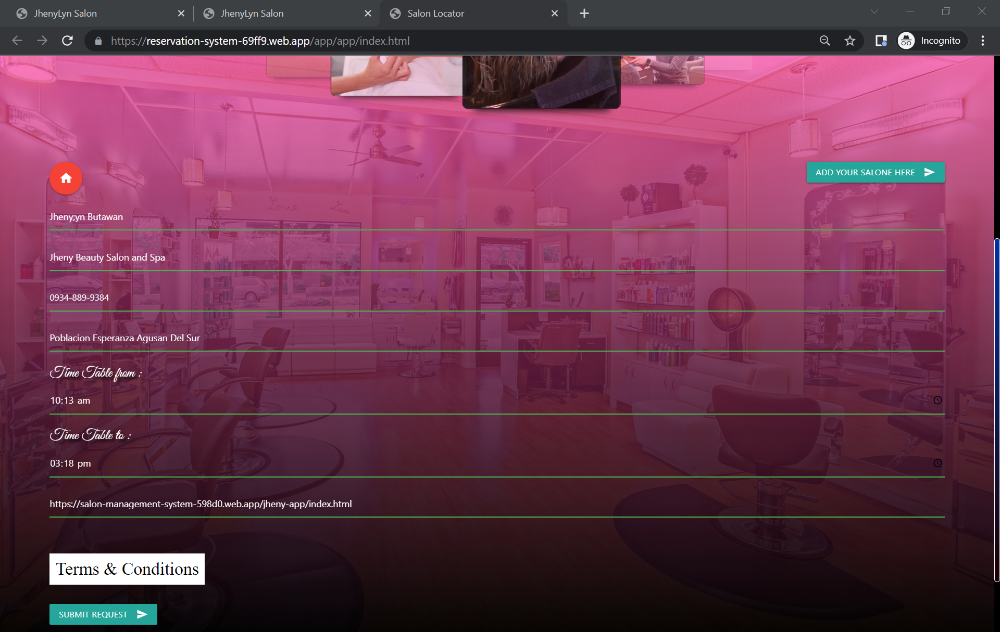 JhenyLyn Salon
JhenyLyn Salon
Salon Locator
https://reservation-system-69ff9.web.app/app/app/index.html
Incognito
ADD YOUR SALONE HERE
Jheny;yn Butawan
Jheny Beauty Salon and Spa
0934-889-9384
Poblacion Esperanza Agusan Del Sur
Time Table from :
10:13 am
Time Table to :
03:18 pm
https://salon-management-system-598d0.web.app/jheny-app/index.html
Terms & Conditions
SUBMIT REQUEST